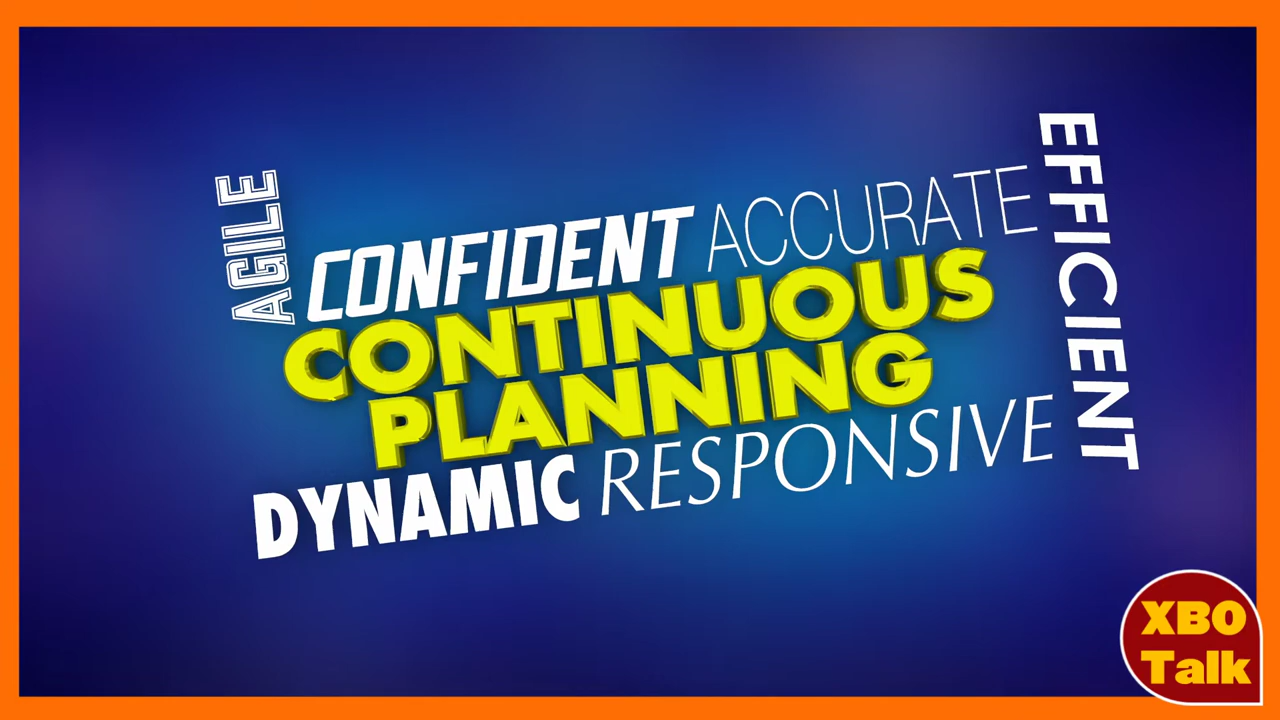 AGILE
CONFIDENT ACCURATE
EFFICIENT
CONTINUOUS
PLANNING
DYNAMIC RESPONSIVE
XBO
Talk